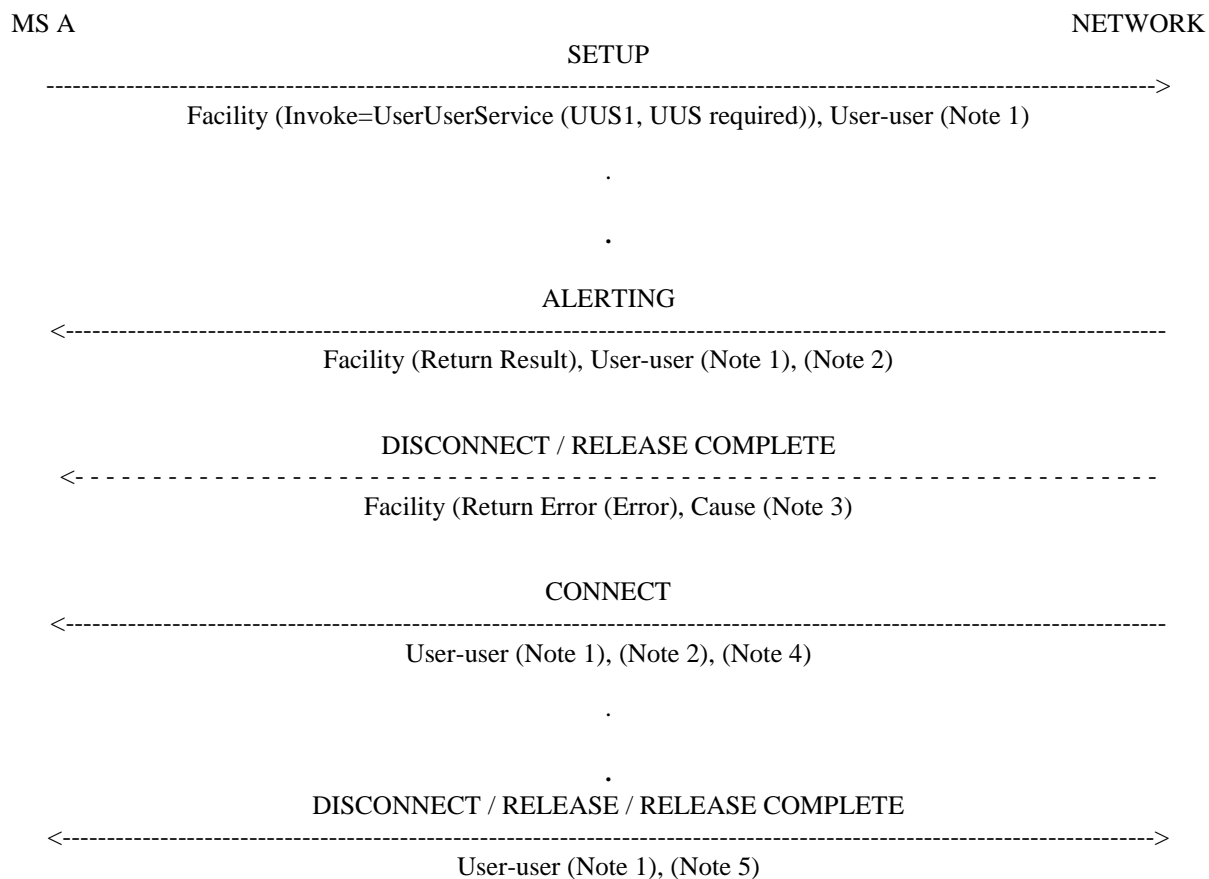 MS A NETWORK
SETUP
------------------------------------------------------------------------------------------------------------------------------>
Facility (Invoke=UserUserService (UUS1, UUS required)), User-user (Note 1)
.
.
ALERTING
<-----------------------------------------------------------------------------------------------------------------------------
Facility (Return Result), User-user (Note 1), (Note 2)
DISCONNECT / RELEASE COMPLETE
<- - - - - - - - - - - - - - - - - - - - - - - - - - - - - - - - - - - - - - - - - - - - - - - - - - - - - - - - - - - - - - - - - - - - - -
Facility (Return Error (Error), Cause (Note 3)
CONNECT
<-----------------------------------------------------------------------------------------------------------------------------
User-user (Note 1), (Note 2), (Note 4)
.
.
DISCONNECT / RELEASE / RELEASE COMPLETE
<---------------------------------------------------------------------------------------------------------------------------->
User-user (Note 1), (Note 5)